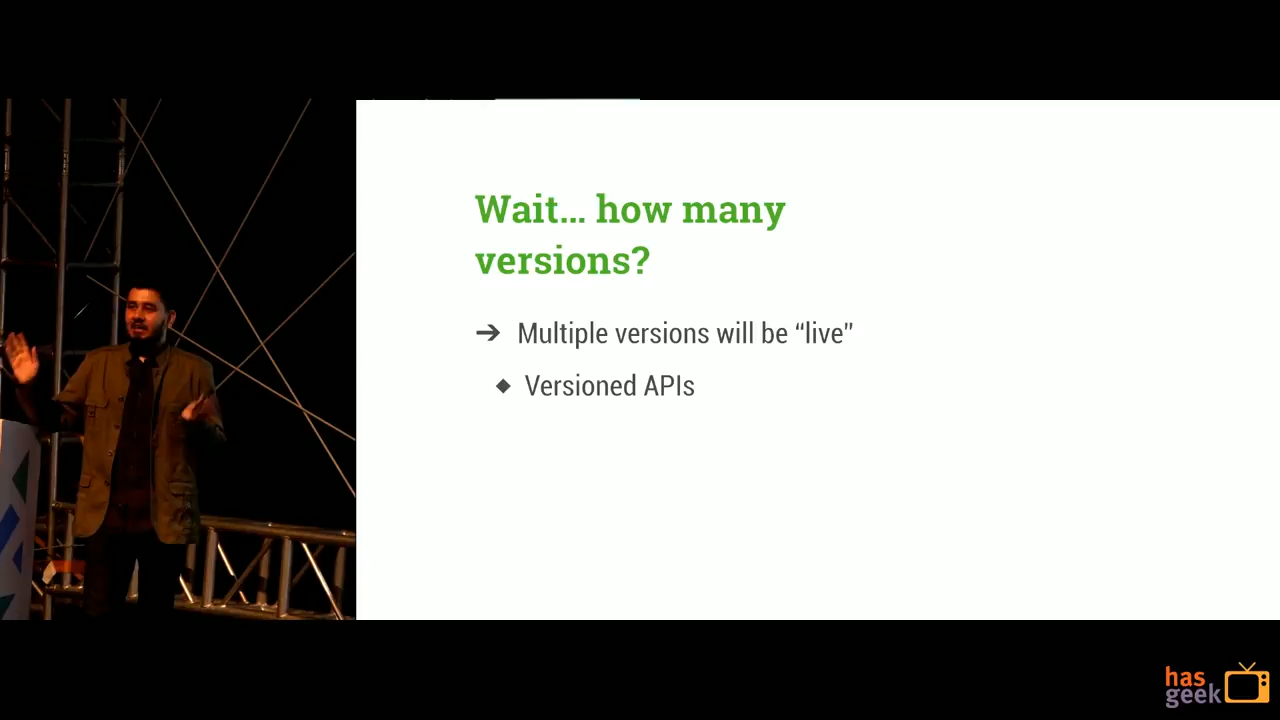 Wait... how many
versions?
➔ Multiple versions will be “live”
◆ Versioned APIs
has
geek